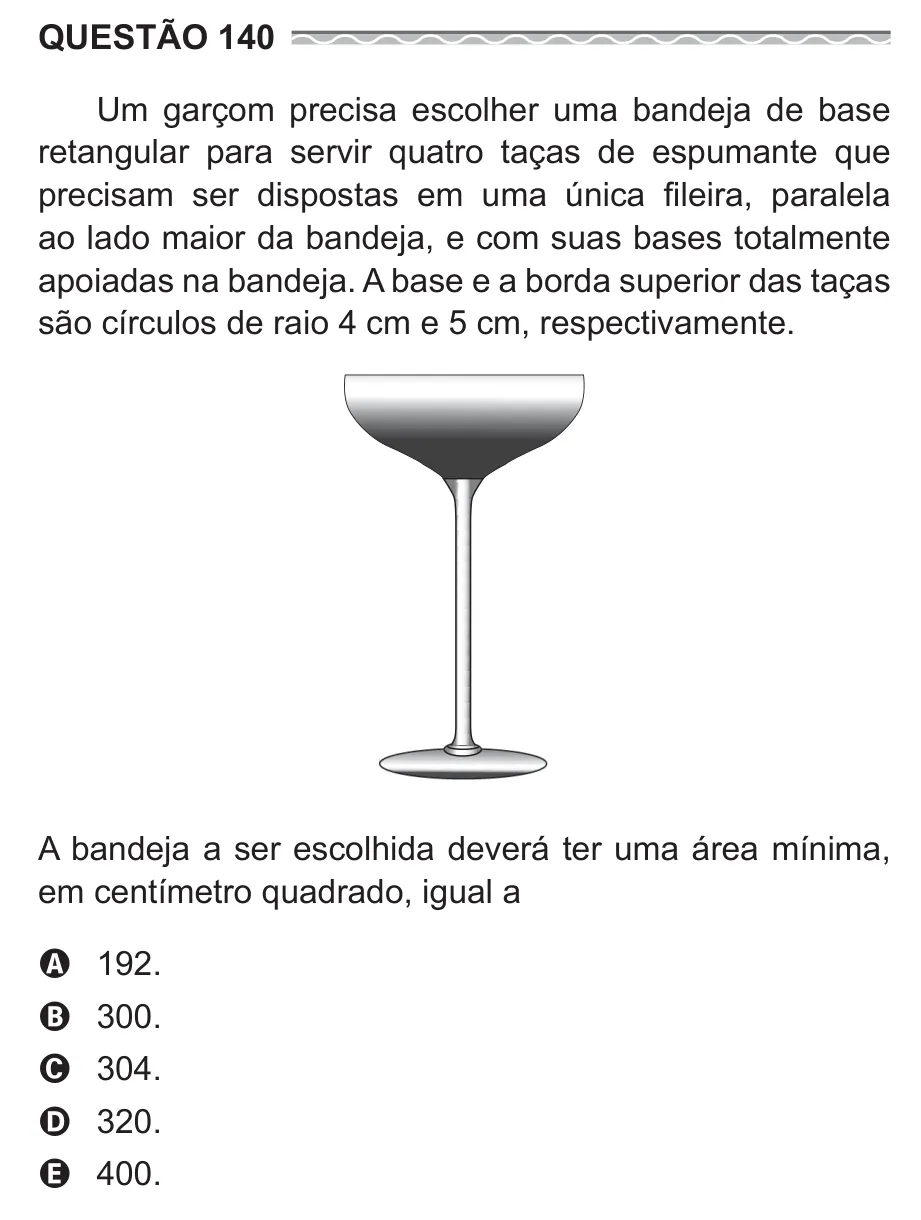 QUESTÃO 140
Um garçom precisa escolher uma bandeja de base
retangular para servir quatro taças de espumante que
precisam ser dispostas em uma única fileira, paralela
ao lado maior da bandeja, e com suas bases totalmente
apoiadas na bandeja. A base e a borda superior das taças
são círculos de raio 4 cm e 5 cm, respectivamente.
A bandeja a ser escolhida deverá ter uma área mínima,
em centímetro quadrado, igual a
A 192.
B 300.
C 304.
D 320.
E 400.